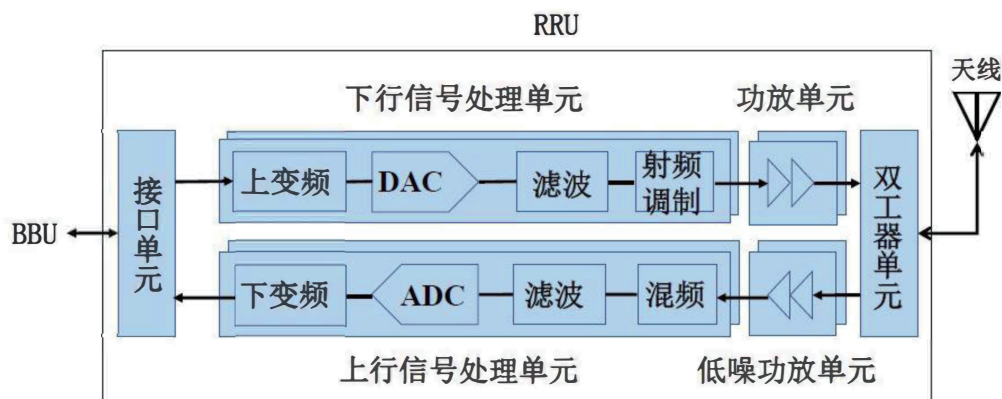 RRU
天线
下行信号处理单元
功放单元
上变频
DAC
滤波
射频
调制
接口单元
双工器单元
BBU
下变频
ADC
滤波
混频
上行信号处理单元
低噪功放单元